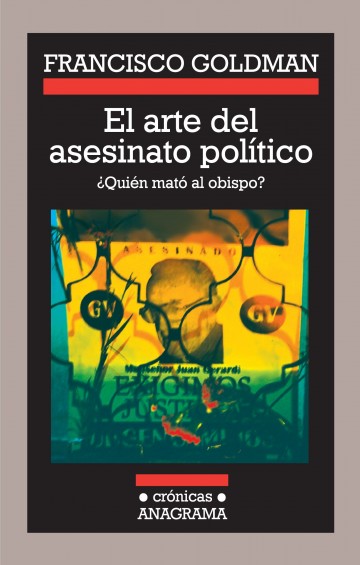 FRANCISCO GOLDMAN
El arte del
asesinato político
¿Quién mató al obispo?
ASESINADO
GV
GV
Monseñor Juan Gerardi
EXIGIMOS
JUSTICIA
crónicas
ANAGRAMA